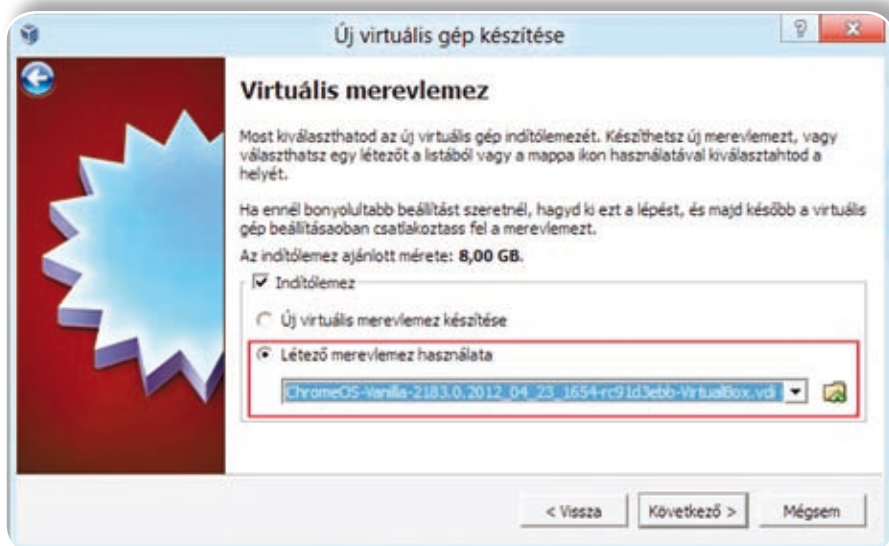 Új virtuális gép készítése
Virtuális merevlemez
Most kiválaszthatod az új virtuális gép indítólemezét. Készíthetsz új merevlemezt, vagy
választhatsz egy létezőt a listából vagy a mappa ikon használatával kiválasztahtod a
helyét.
Ha ennél bonyolultabb beállítást szeretnél, hagyd ki ezt a lépést, és majd később a virtuális
gép beállításaoban csatlakoztass fel a merevlemezt.
Az indítólemez ajánlott mérete: 8,00 GB.
Indítólemez
Új virtuális merevlemez készítése
Létező merevlemez használata
ChromeOS-Vanilla-2183.0.2012_04_23_1654-rc91d3ebb-VirtualBox.vdi
< Vissza
Következő >
Mégsem